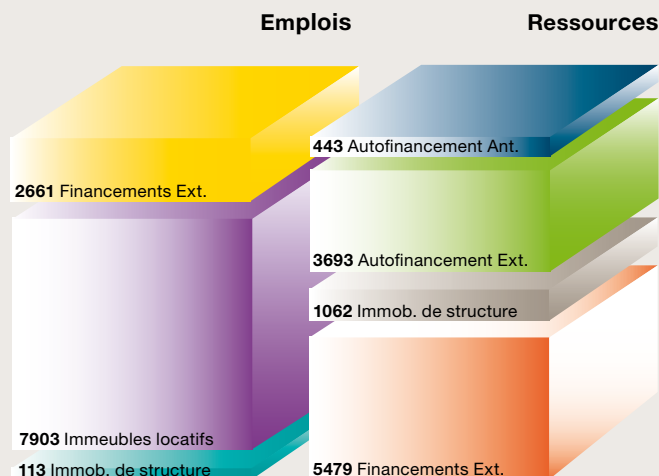 Emplois
Ressources
2661 Financements Ext.
7903 Immeubles locatifs
113 Immob. de structure
443 Autofinancement Ant.
3693 Autofinancement Ext.
1062 Immob. de structure
5479 Financements Ext.